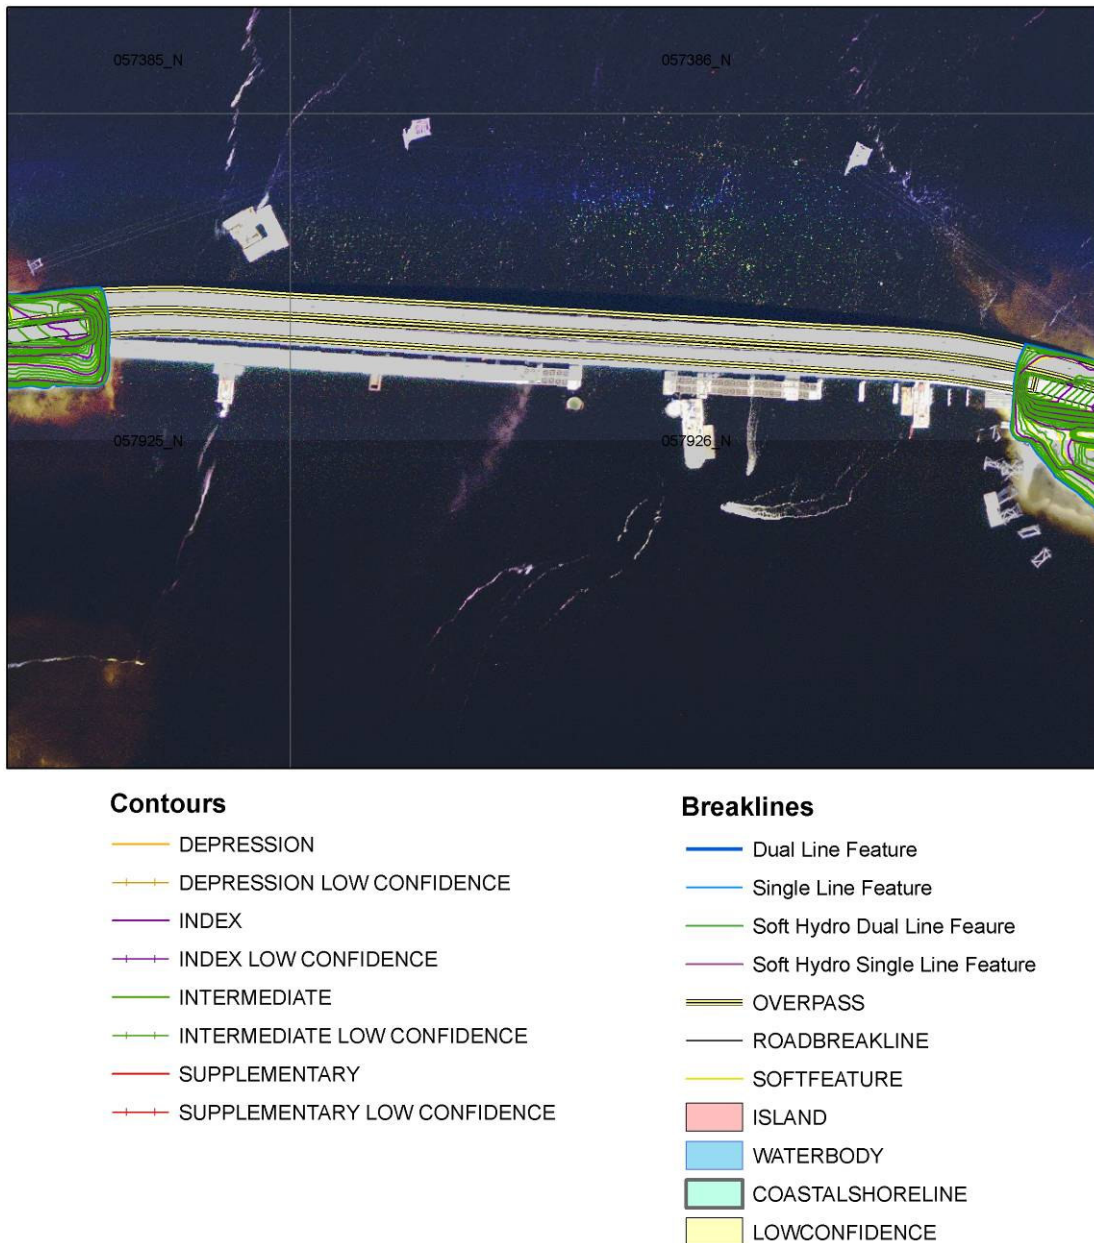 057385_N
057386_N
057925_N
057926_N
Contours
DEPRESSION
DEPRESSION LOW CONFIDENCE
INDEX
INDEX LOW CONFIDENCE
INTERMEDIATE
INTERMEDIATE LOW CONFIDENCE
SUPPLEMENTARY
SUPPLEMENTARY LOW CONFIDENCE
Breaklines
Dual Line Feature
Single Line Feature
Soft Hydro Dual Line Feaure
Soft Hydro Single Line Feature
OVERPASS
ROADBREAKLINE
SOFTFEATURE
ISLAND
WATERBODY
COASTALSHORELINE
LOWCONFIDENCE